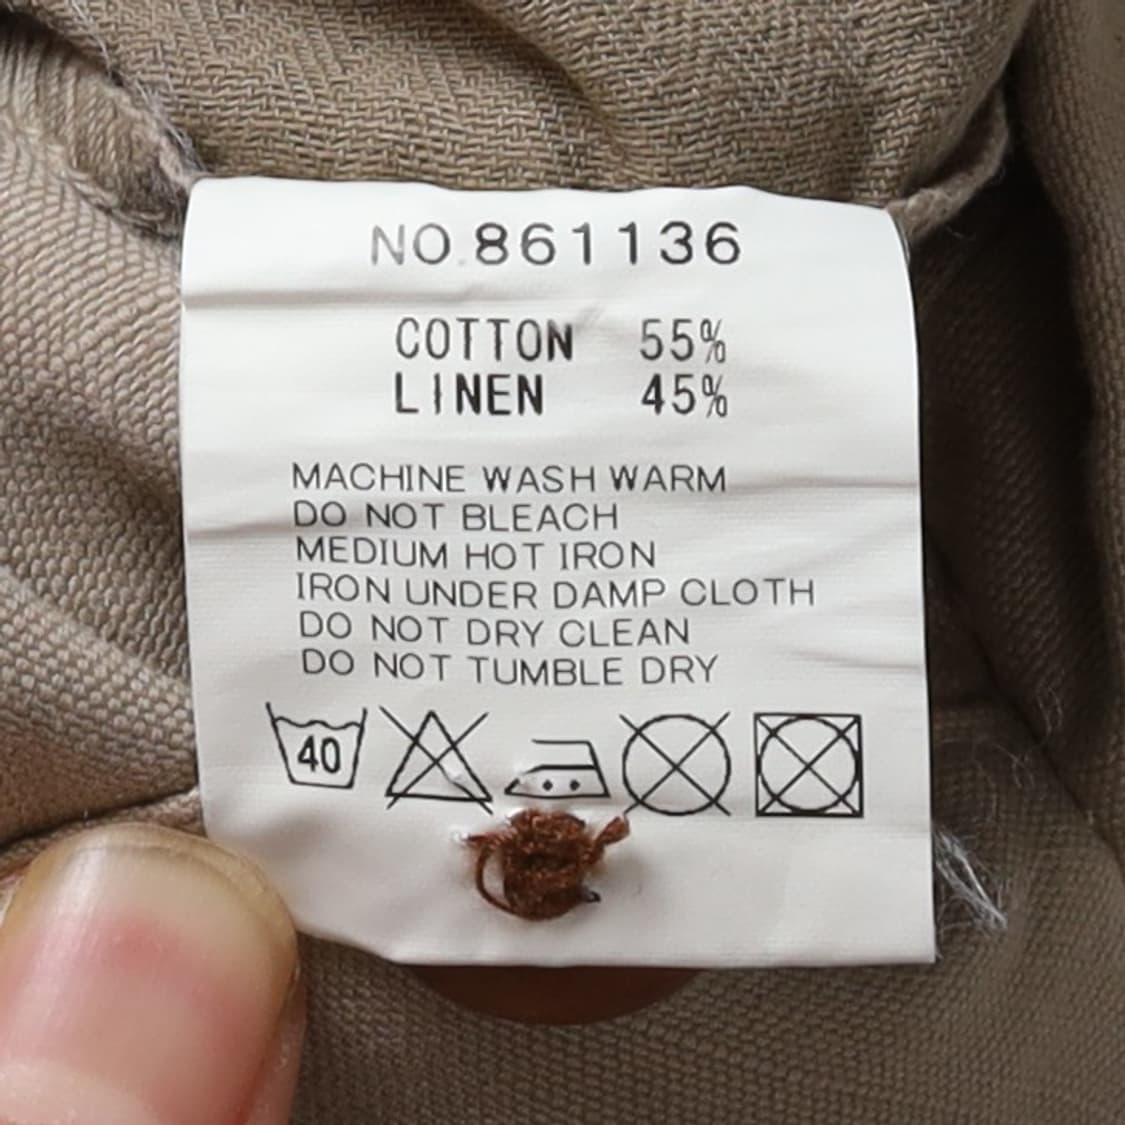 NO.861136
COTTON 55%
LINEN 45%
MACHINE WASH WARM
DO NOT BLEACH
MEDIUM HOT IRON
IRON UNDER DAMP CLOTH
DO NOT DRY CLEAN
DO NOT TUMBLE DRY
40